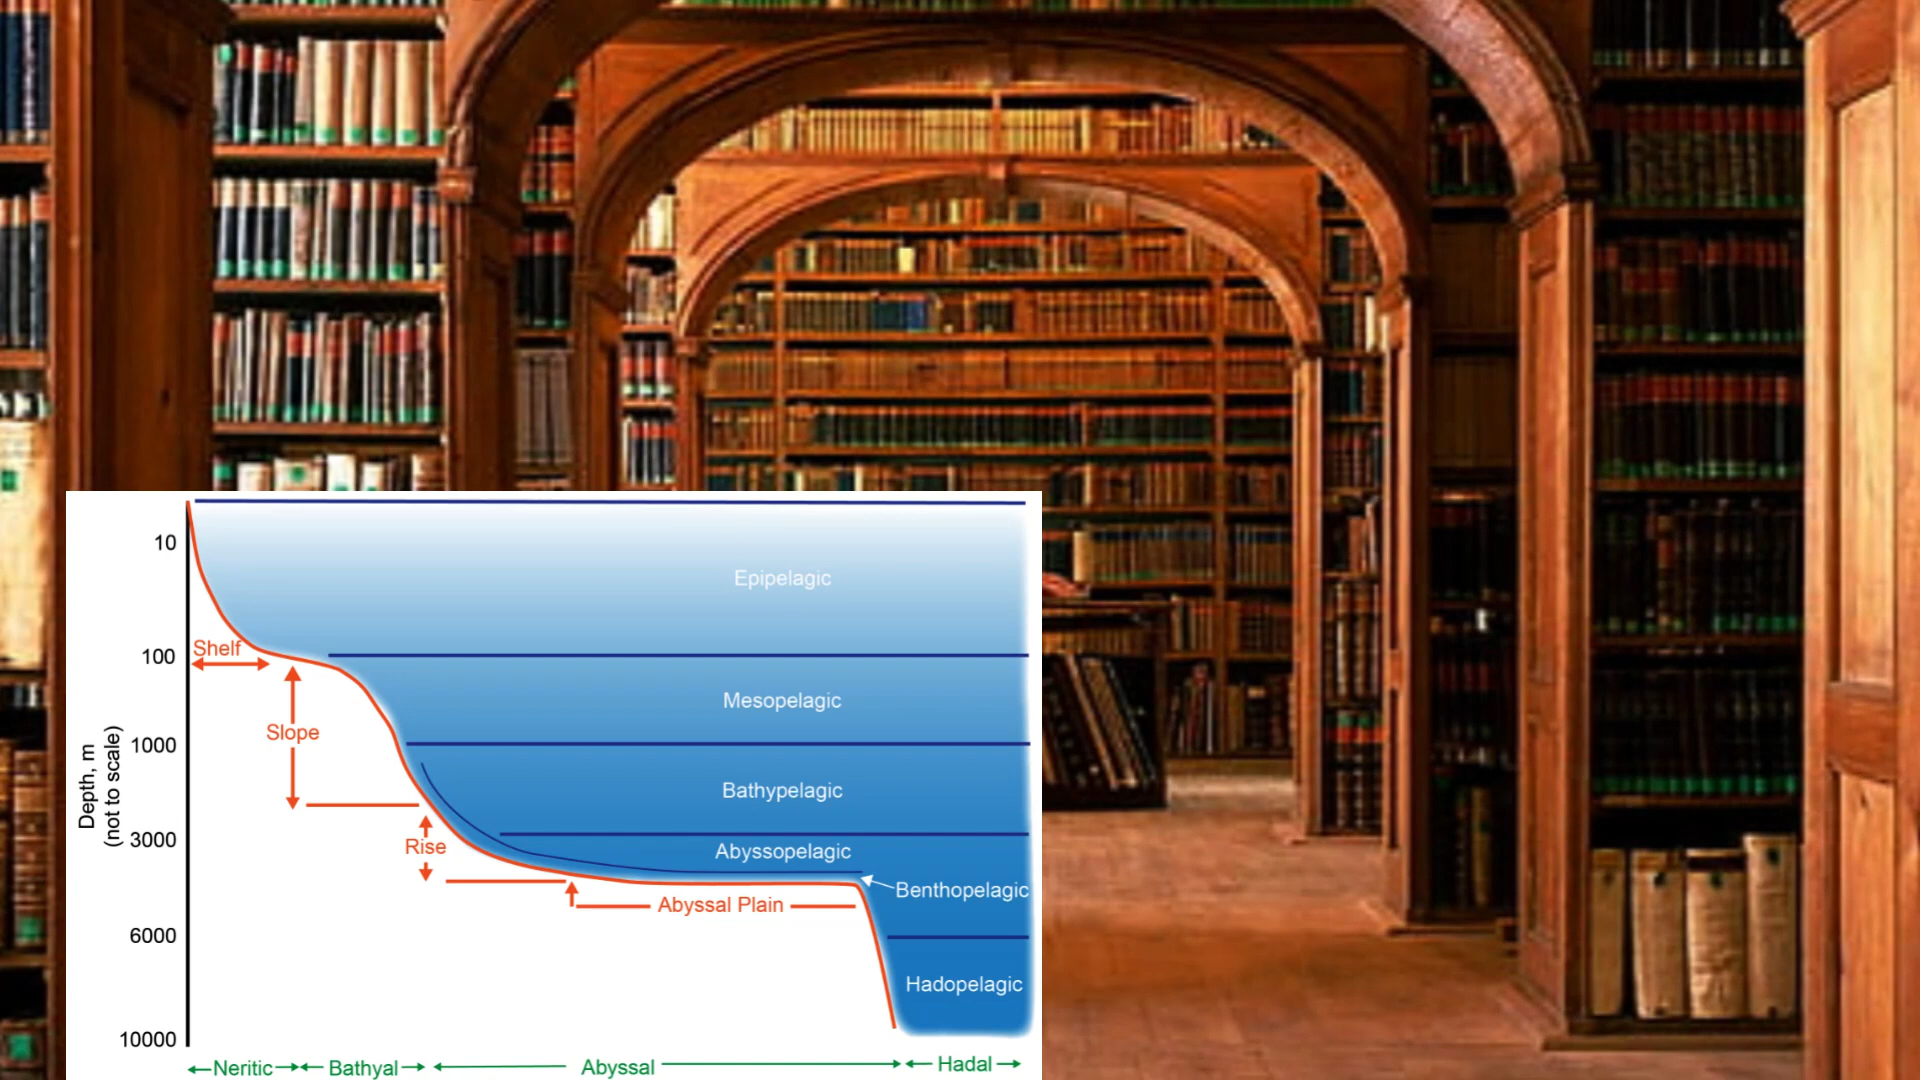 10
Epipelagic
Shelf
100
Mesopelagic
Slope
1000
Bathypelagic
Depth, m
(not to scale)
3000
Rise
Abyssopelagic
Benthopelagic
Abyssal Plain
6000
Hadopelagic
10000
Neritic
Bathyal
Abyssal
Hadal